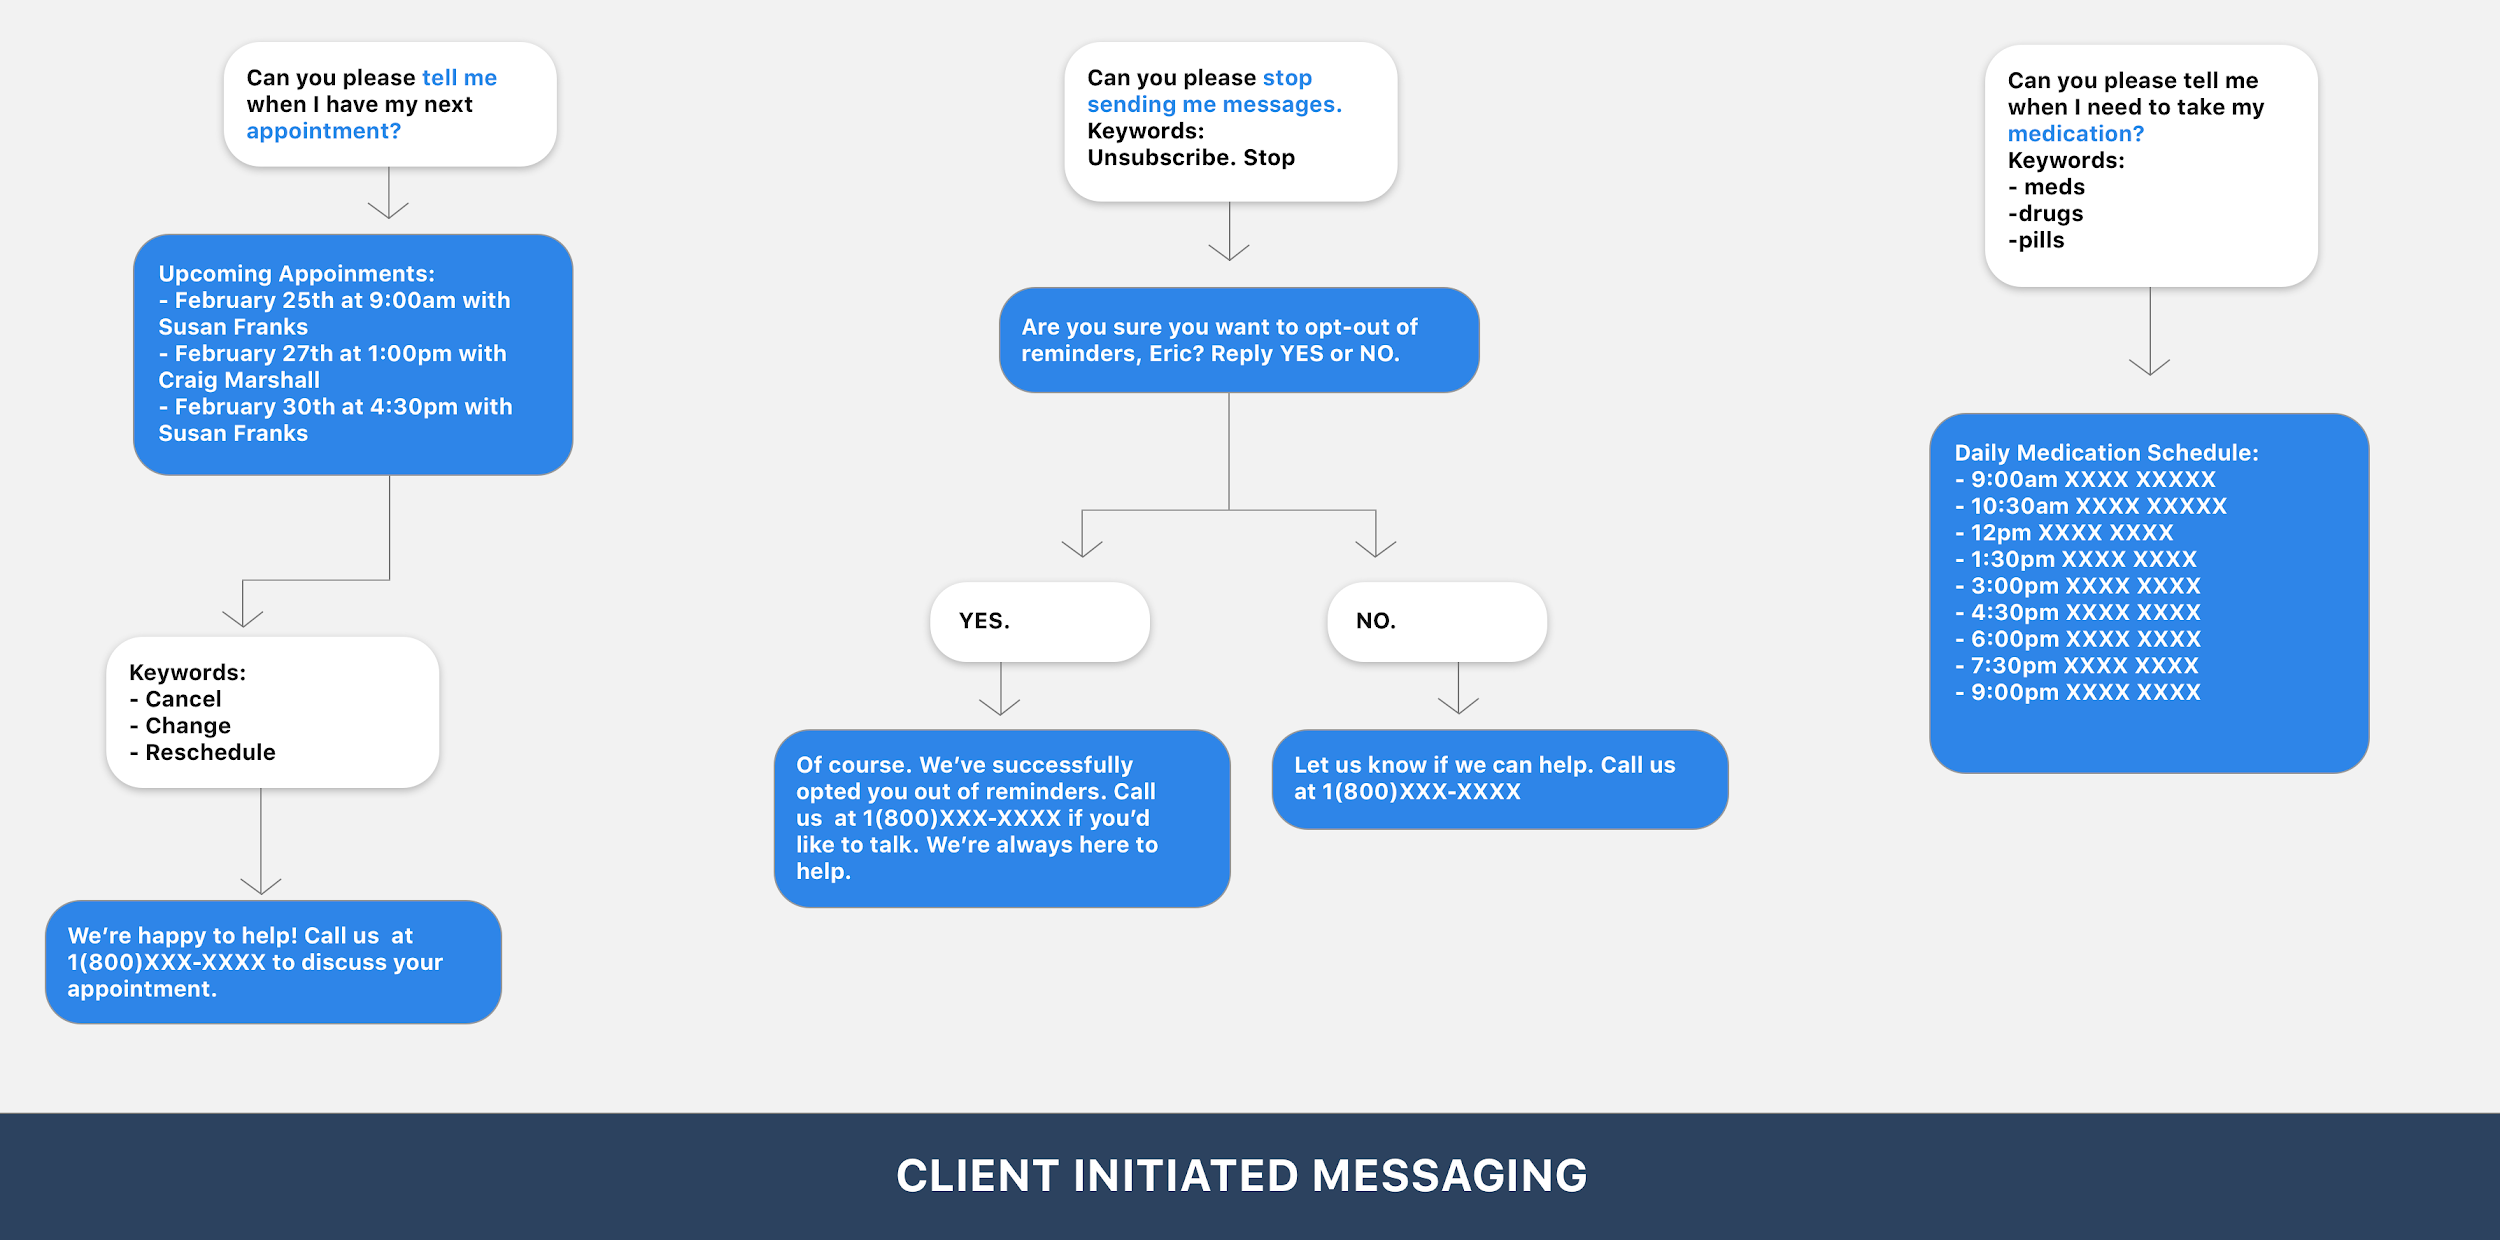 Can you please tell me
when I have my next
appointment?
Upcoming Appoinments:
- February 25th at 9:00am with
Susan Franks
- February 27th at 1:00pm with
Craig Marshall
- February 30th at 4:30pm with
Susan Franks
Keywords:
- Cancel
- Change
- Reschedule
We're happy to help! Call us  at
1(800)XXX-XXXX to discuss your
appointment.
Can you please stop
sending me messages.
Keywords:
Unsubscribe. Stop
Are you sure you want to opt-out of
reminders, Eric? Reply YES or NO.
YES.
Of course. We've successfully
opted you out of reminders. Call
us  at 1(800)XXX-XXXX if you'd
like to talk. We're always here to
help.
NO.
Let us know if we can help. Call us
at 1(800)XXX-XXXX
Can you please tell me
when I need to take my
medication?
Keywords:
- meds
-drugs
-pills
Daily Medication Schedule:
- 9:00am XXXX XXXXX
- 10:30am XXXX XXXXX
- 12pm XXXX XXXX
- 1:30pm XXXX XXXX
- 3:00pm XXXX XXXX
- 4:30pm XXXX XXXX
- 6:00pm XXXX XXXX
- 7:30pm XXXX XXXX
- 9:00pm XXXX XXXX
CLIENT INITIATED MESSAGING